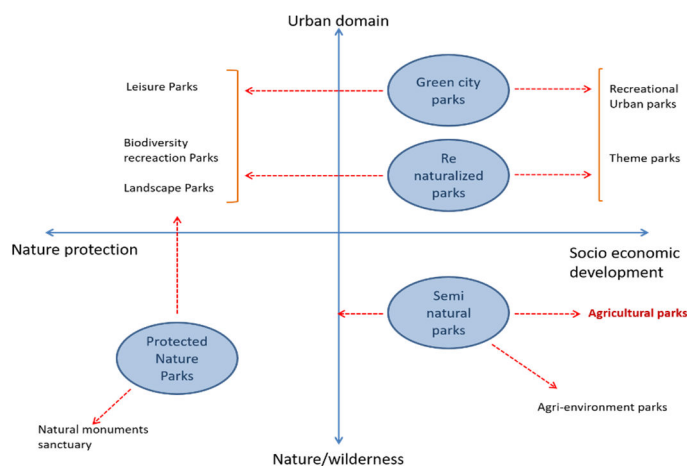 Urban domain
Leisure Parks
Green city
parks
Recreational
Urban parks
Biodiversity
recreaction Parks
Re
naturalized
parks
Theme parks
Landscape Parks
Nature protection
Socio economic
development
Semi
natural
parks
Agricultural parks
Protected
Nature
Parks
Agri-environment parks
Natural monuments
sanctuary
Nature/wilderness